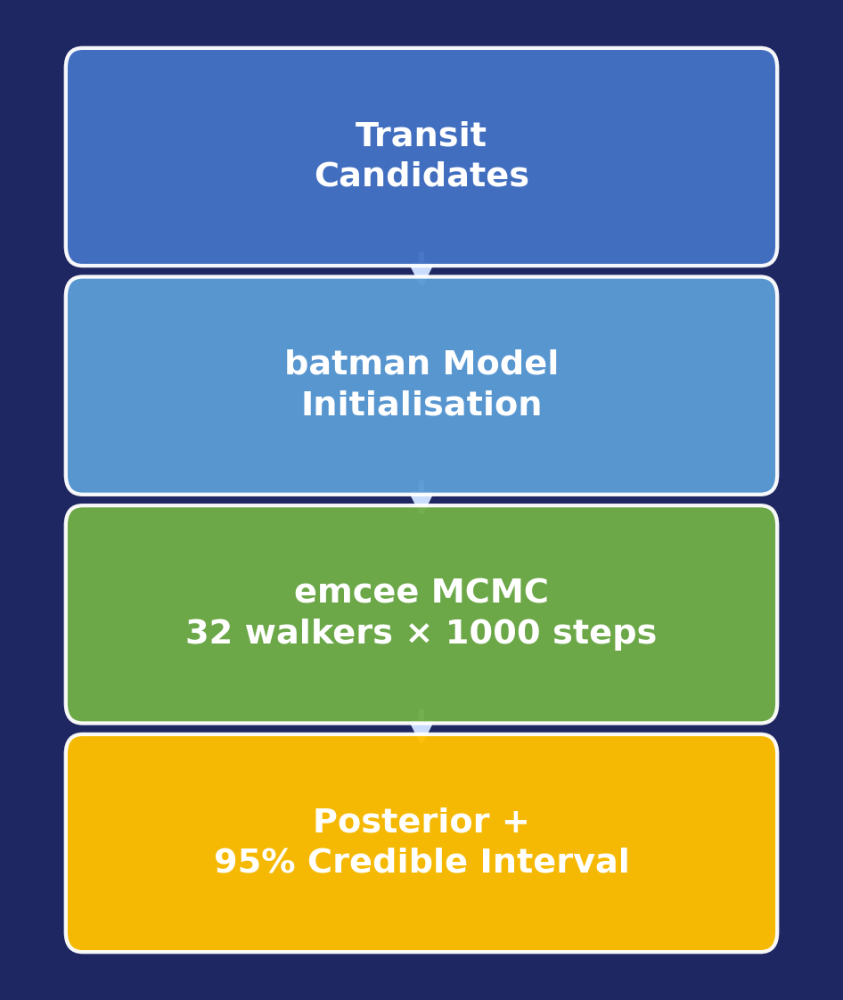 Transit
Candidates
batman Model
Initialisation
emcee MCMC
32 walkers × 1000 steps
Posterior +
95% Credible Interval